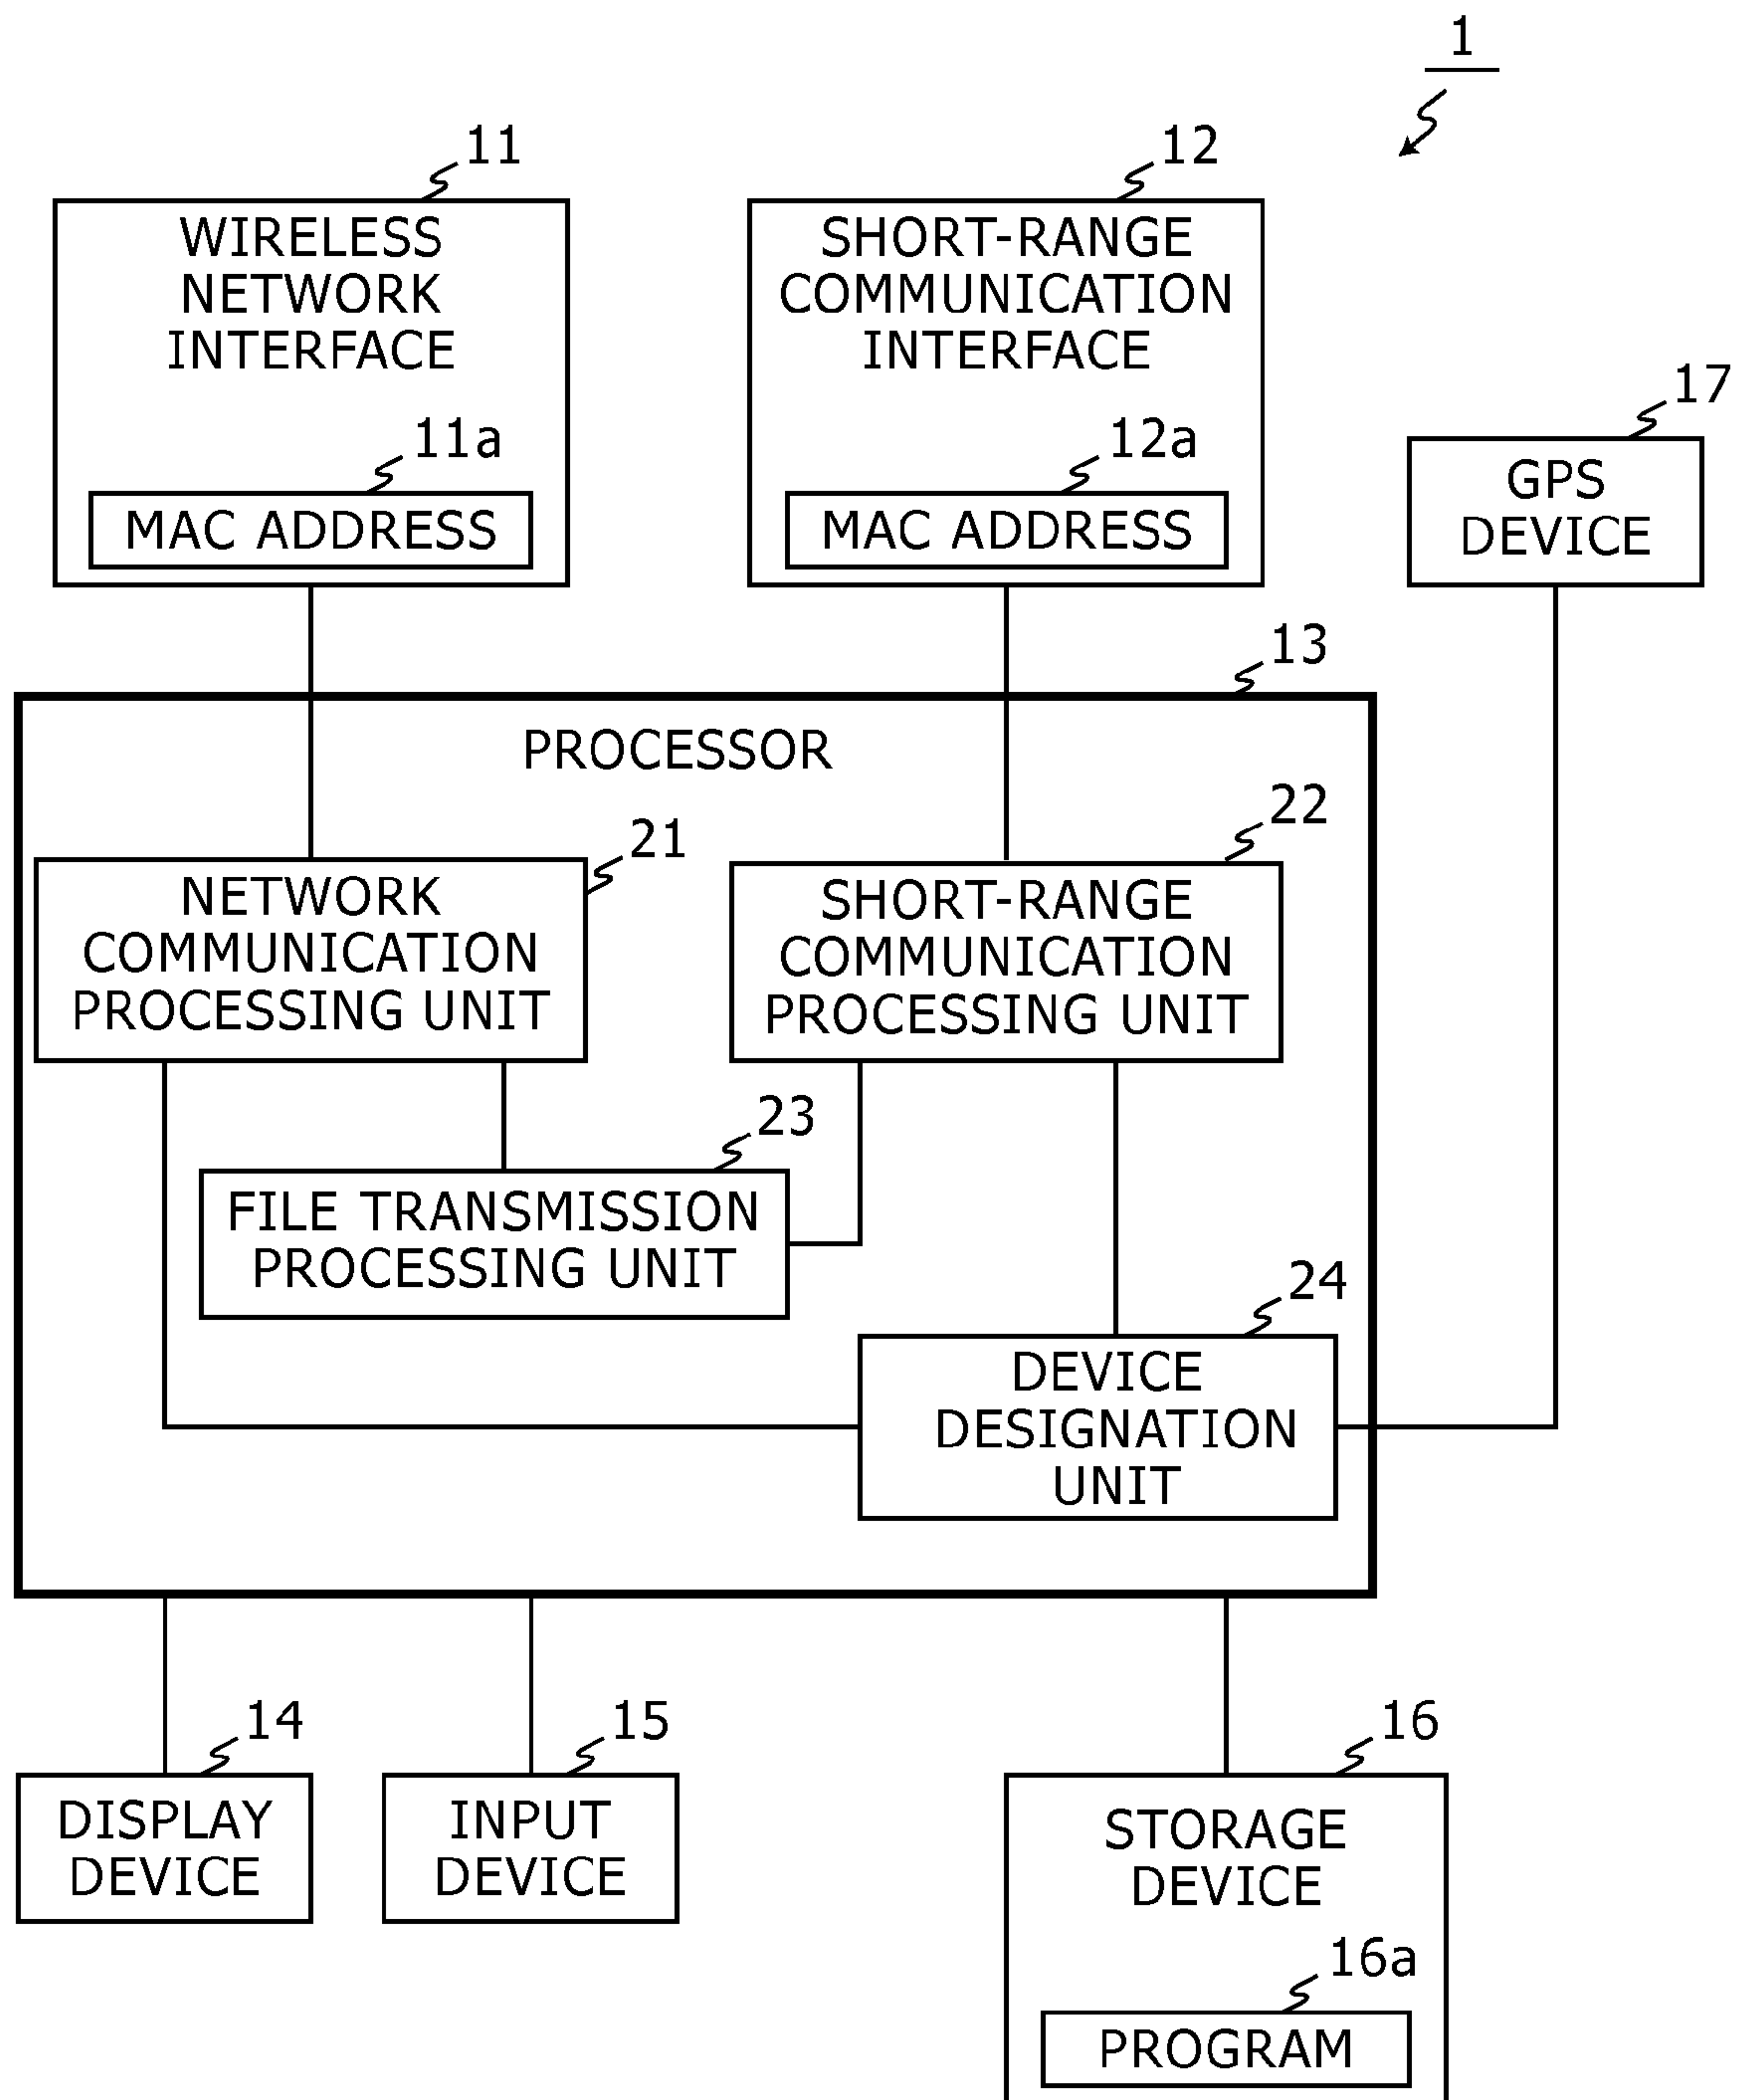 1
11
12
WIRELESS
NETWORK
INTERFACE
SHORT-RANGE
COMMUNICATION
INTERFACE
17
11a
12a
MAC ADDRESS
MAC ADDRESS
GPS
DEVICE
13
PROCESSOR
21
22
NETWORK
COMMUNICATION
PROCESSING UNIT
SHORT-RANGE
COMMUNICATION
PROCESSING UNIT
23
FILE TRANSMISSION
PROCESSING UNIT
24
DEVICE
DESIGNATION
UNIT
14
15
16
DISPLAY
DEVICE
INPUT
DEVICE
STORAGE
DEVICE
16a
PROGRAM